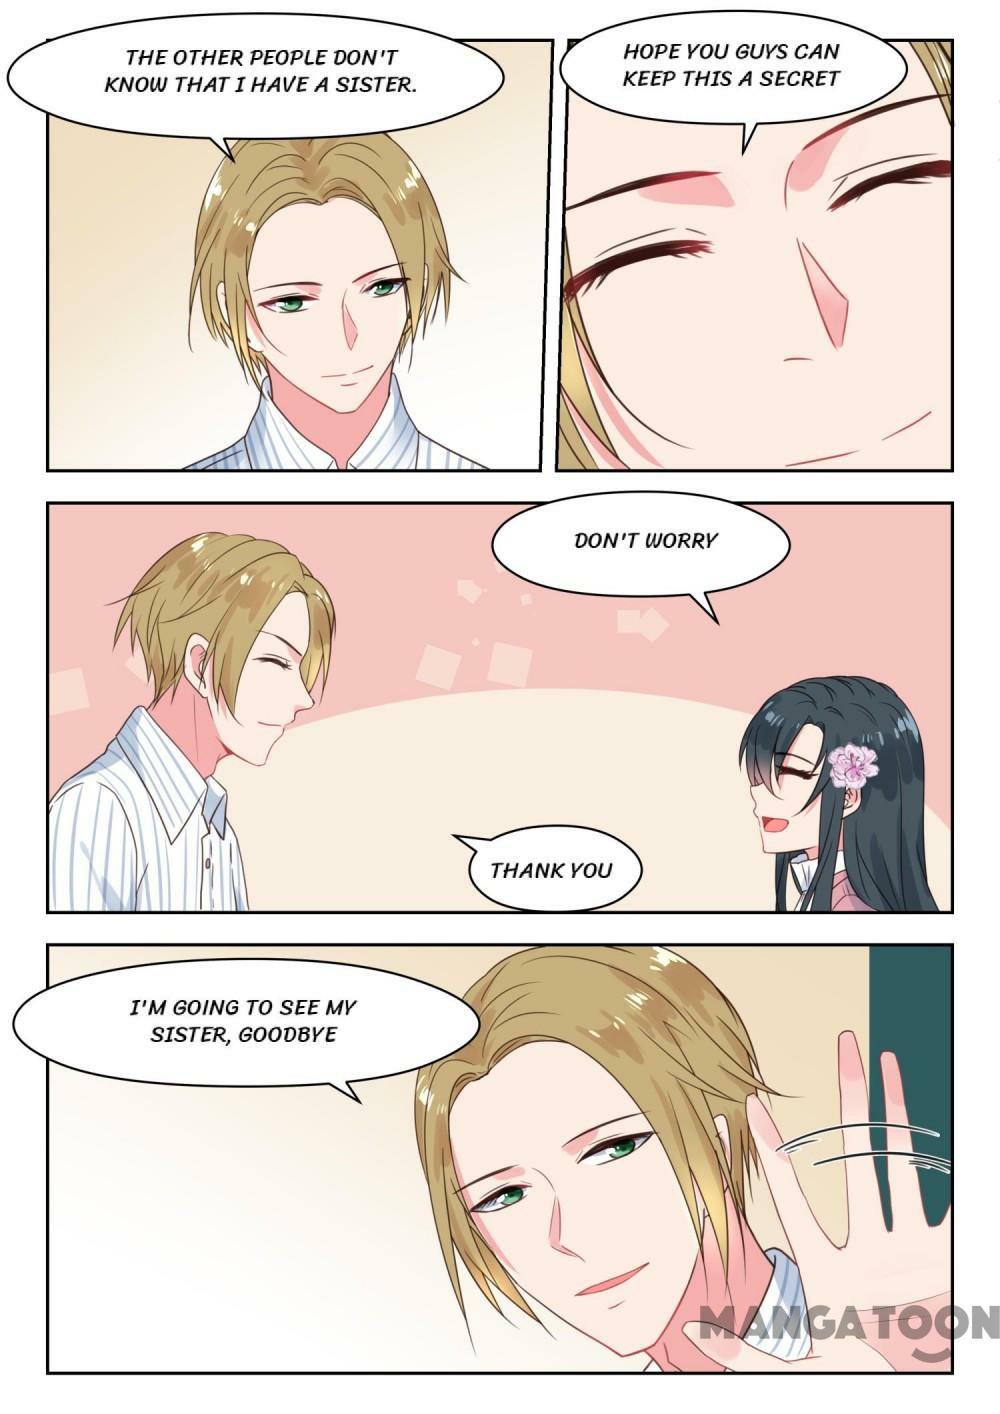 THE OTHER PEOPLE DON'T
KNOW THAT I HAVE A SISTER.
HOPE YOU GUYS CAN
KEEP THIS A SECRET
DON'T WORRY
THANK YOU
I'M GOING TO SEE MY
SISTER, GOODBYE
MANGATOON